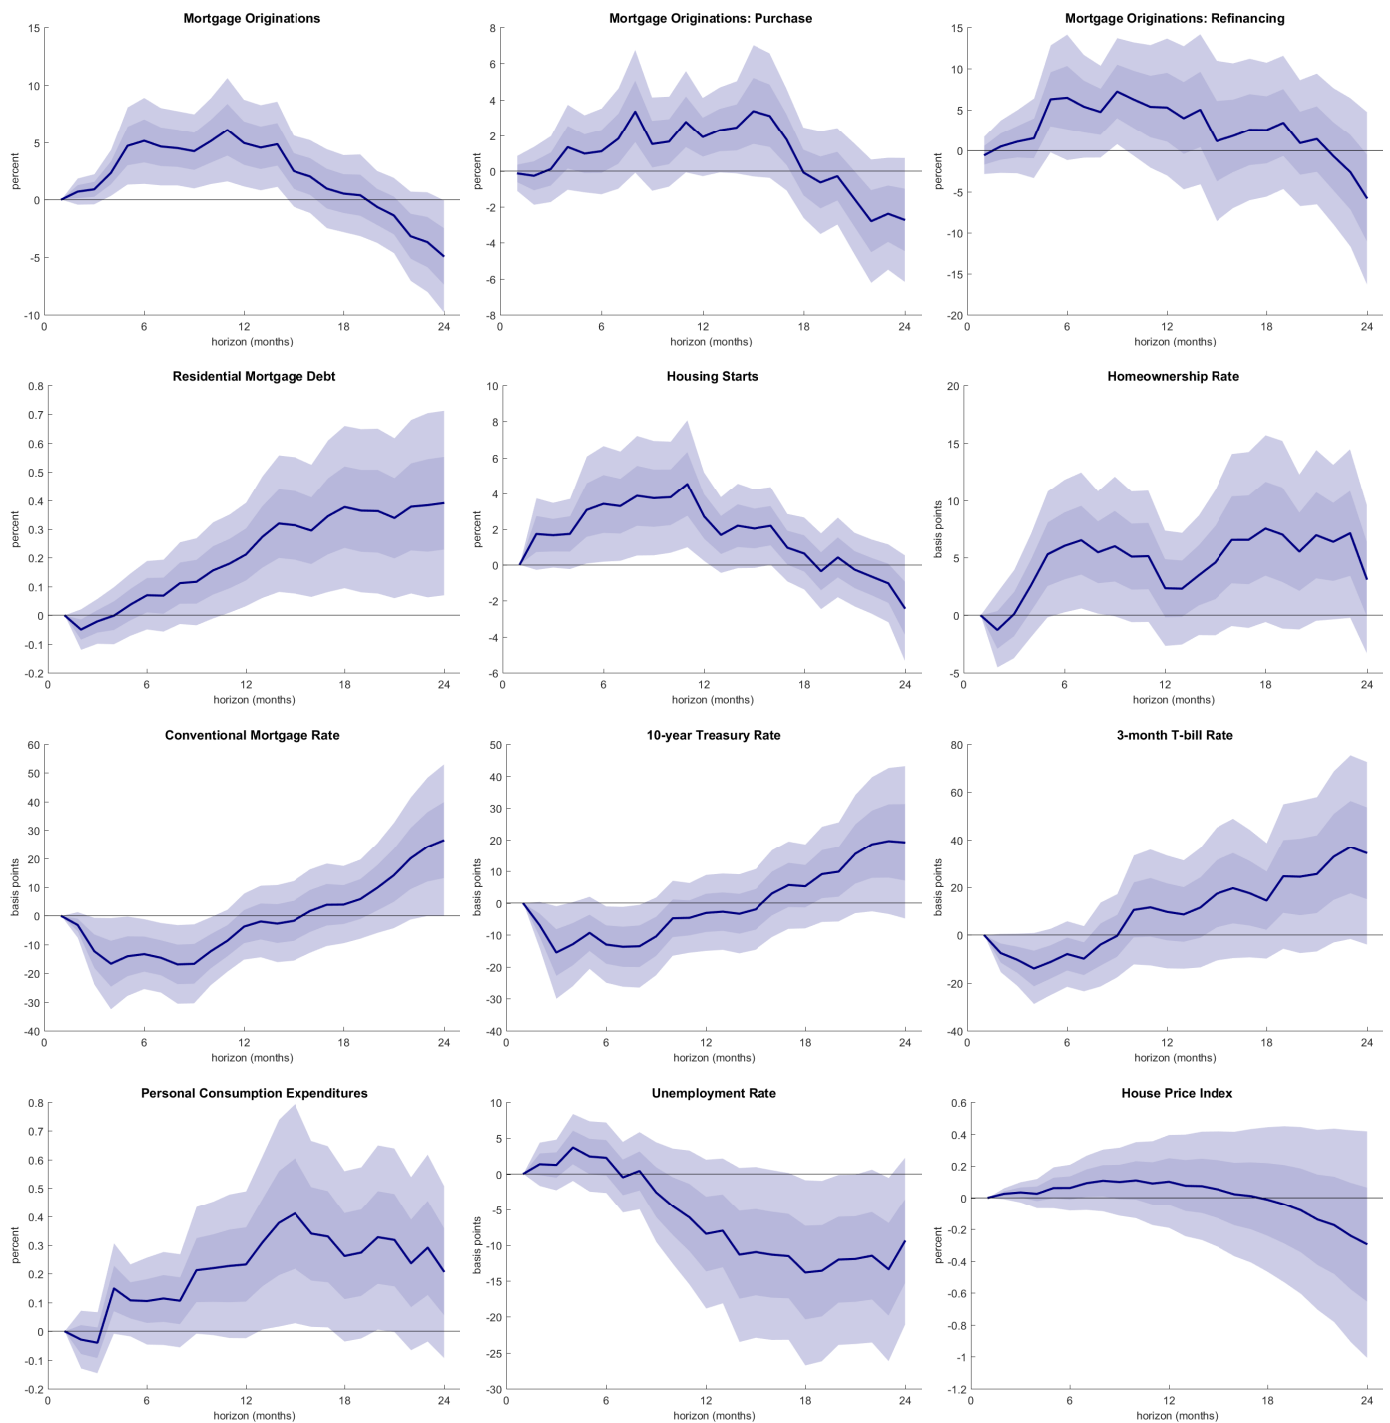 Mortgage Originations
percent
15
10
5
0
-5
-10
0 6 12 18 24
horizon (months)
Mortgage Originations: Purchase
percent
8
6
4
2
0
-2
-4
-6
-8
0 6 12 18 24
horizon (months)
Mortgage Originations: Refinancing
percent
15
10
5
0
-5
-10
-15
-20
0 6 12 18 24
horizon (months)
Residential Mortgage Debt
percent
0.8
0.7
0.6
0.5
0.4
0.3
0.2
0.1
0
-0.1
-0.2
0 6 12 18 24
horizon (months)
Housing Starts
percent
10
8
6
4
2
0
-2
-4
-6
0 6 12 18 24
horizon (months)
Homeownership Rate
basis points
20
15
10
5
0
-5
0 6 12 18 24
horizon (months)
Conventional Mortgage Rate
basis points
60
50
40
30
20
10
0
-10
-20
-30
-40
0 6 12 18 24
horizon (months)
10-year Treasury Rate
basis points
50
40
30
20
10
0
-10
-20
-30
-40
0 6 12 18 24
horizon (months)
3-month T-bill Rate
basis points
80
60
40
20
0
-20
-40
0 6 12 18 24
horizon (months)
Personal Consumption Expenditures
percent
0.8
0.7
0.6
0.5
0.4
0.3
0.2
0.1
0
-0.1
-0.2
0 6 12 18 24
horizon (months)
Unemployment Rate
basis points
10
5
0
-5
-10
-15
-20
-25
-30
0 6 12 18 24
horizon (months)
House Price Index
percent
0.6
0.4
0.2
0
-0.2
-0.4
-0.6
-0.8
-1
-1.2
0 6 12 18 24
horizon (months)